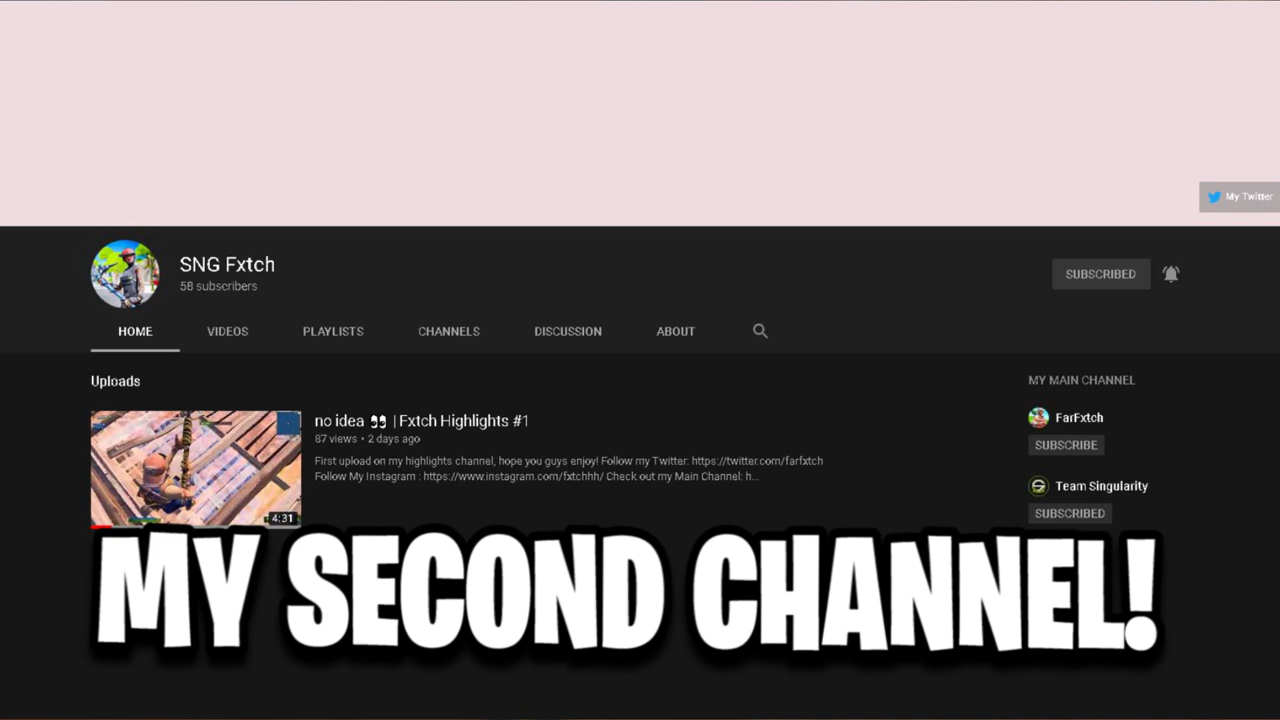 My Twitter
SNG Fxtch
58 subscribers
SUBSCRIBED
HOME VIDEOS PLAYLISTS CHANNELS DISCUSSION ABOUT
Uploads
no idea 👀 | Fxtch Highlights #1
87 views • 2 days ago
First upload on my highlights channel, hope you guys enjoy! Follow my Twitter: https://twitter.com/farfxtch
Follow My Instagram : https://www.instagram.com/fxtchhh/ Check out my Main Channel: h...
4:31
MY MAIN CHANNEL
FarFxtch
SUBSCRIBE
Team Singularity
SUBSCRIBED
MY SECOND CHANNEL!